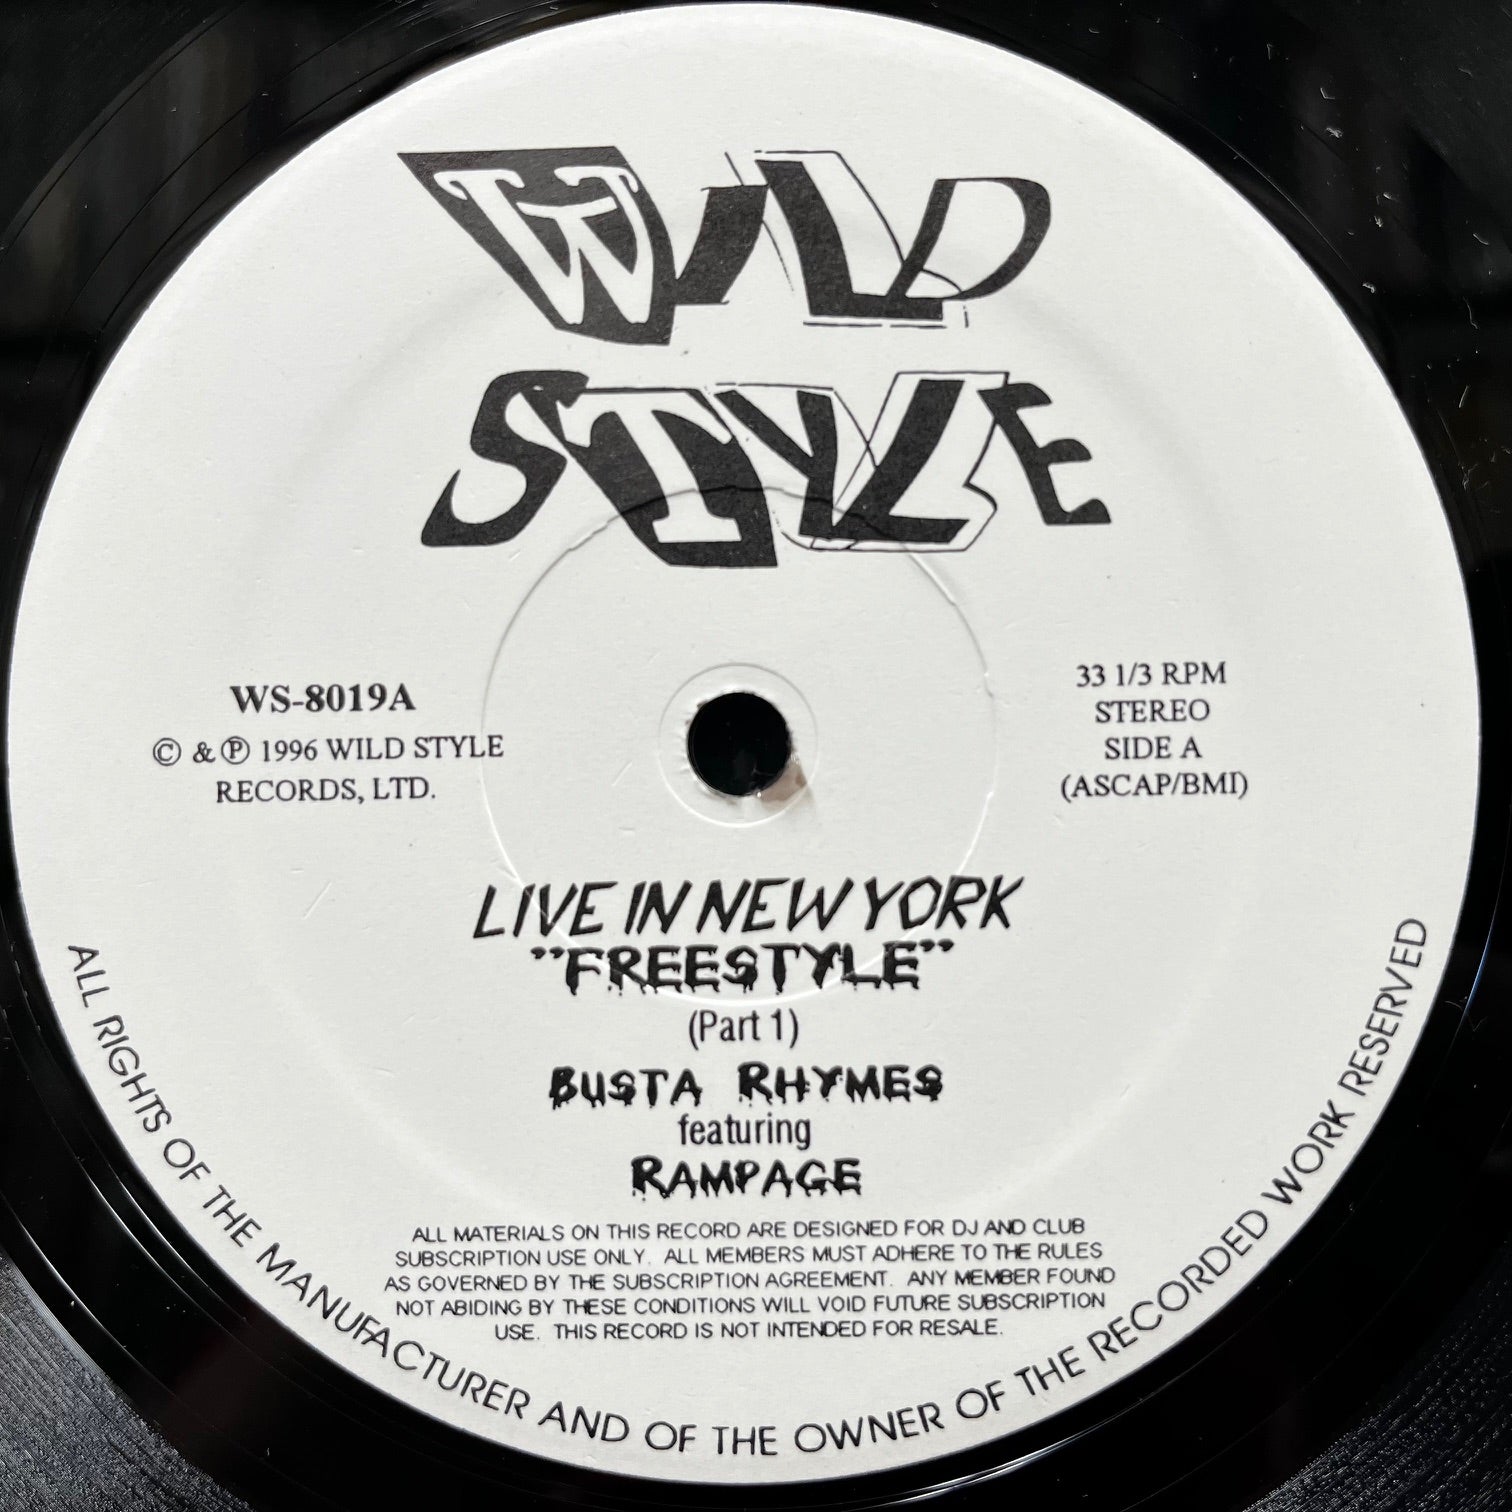 WILD
STYLE
WS-8019A
© & ℗ 1996 WILD STYLE
RECORDS, LTD.
33 1/3 RPM
STEREO
SIDE A
(ASCAP/BMI)
LIVE IN NEW YORK
"FREESTYLE"
(Part 1)
BUSTA RHYMES
featuring
RAMPAGE
ALL MATERIALS ON THIS RECORD ARE DESIGNED FOR DJ AND CLUB
SUBSCRIPTION USE ONLY. ALL MEMBERS MUST ADHERE TO THE RULES
AS GOVERNED BY THE SUBSCRIPTION AGREEMENT. ANY MEMBER FOUND
NOT ABIDING BY THESE CONDITIONS WILL VOID FUTURE SUBSCRIPTION
USE. THIS RECORD IS NOT INTENDED FOR RESALE.
ALL RIGHTS OF THE MANUFACTURER AND OF THE OWNER OF THE RECORDED WORK RESERVED